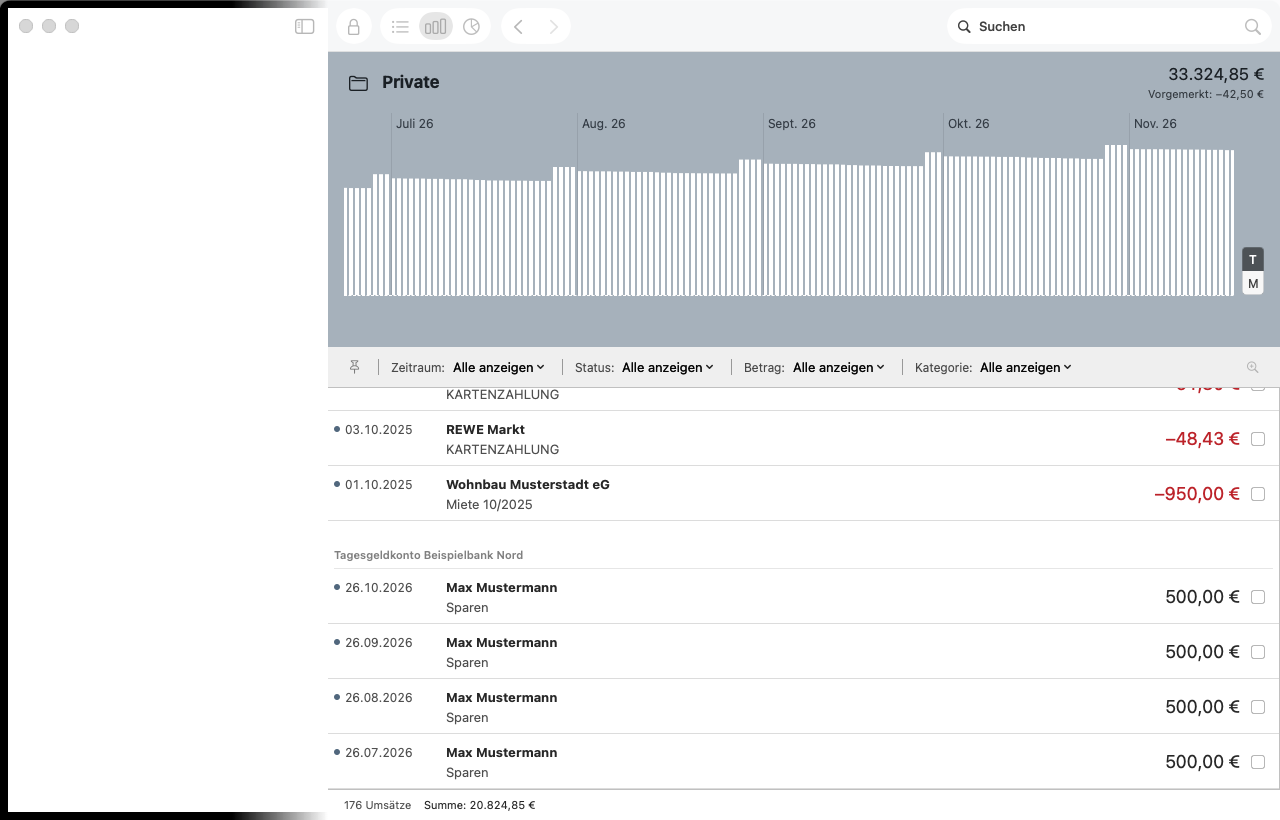 Suchen
Private
33.324,85 €
Vorgemerkt: −42,50 €
Juli 26
Aug. 26
Sept. 26
Okt. 26
Nov. 26
T
M
Zeitraum: Alle anzeigen
Status: Alle anzeigen
Betrag: Alle anzeigen
Kategorie: Alle anzeigen
KARTENZAHLUNG
03.10.2025 REWE Markt −48,43 €
KARTENZAHLUNG
01.10.2025 Wohnbau Musterstadt eG −950,00 €
Miete 10/2025
Tagesgeldkonto Beispielbank Nord
26.10.2026 Max Mustermann 500,00 €
Sparen
26.09.2026 Max Mustermann 500,00 €
Sparen
26.08.2026 Max Mustermann 500,00 €
Sparen
26.07.2026 Max Mustermann 500,00 €
Sparen
176 Umsätze Summe: 20.824,85 €